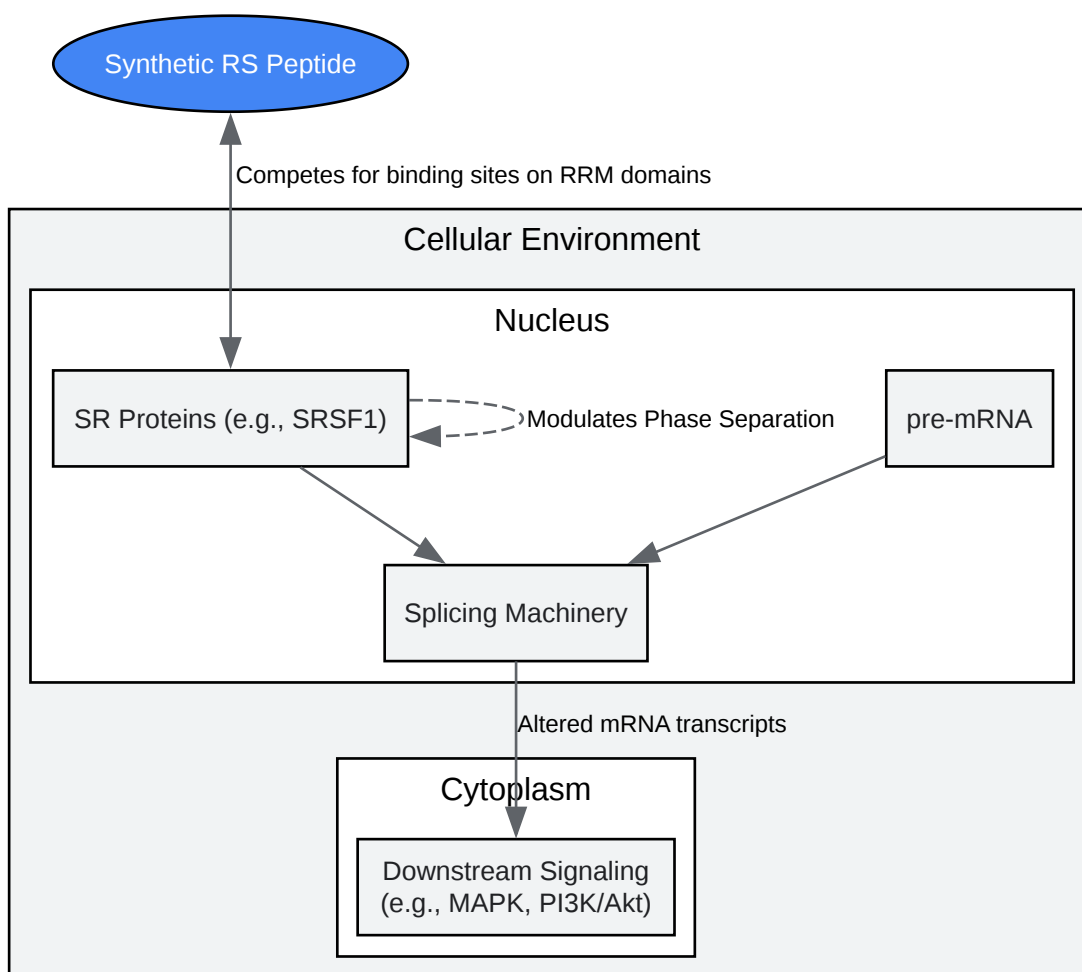 Synthetic RS Peptide
Competes for binding sites on RRM domains
Cellular Environment
Nucleus
SR Proteins (e.g., SRSF1)
Modulates Phase Separation
pre-mRNA
Splicing Machinery
Altered mRNA transcripts
Cytoplasm
Downstream Signaling
(e.g., MAPK, PI3K/Akt)